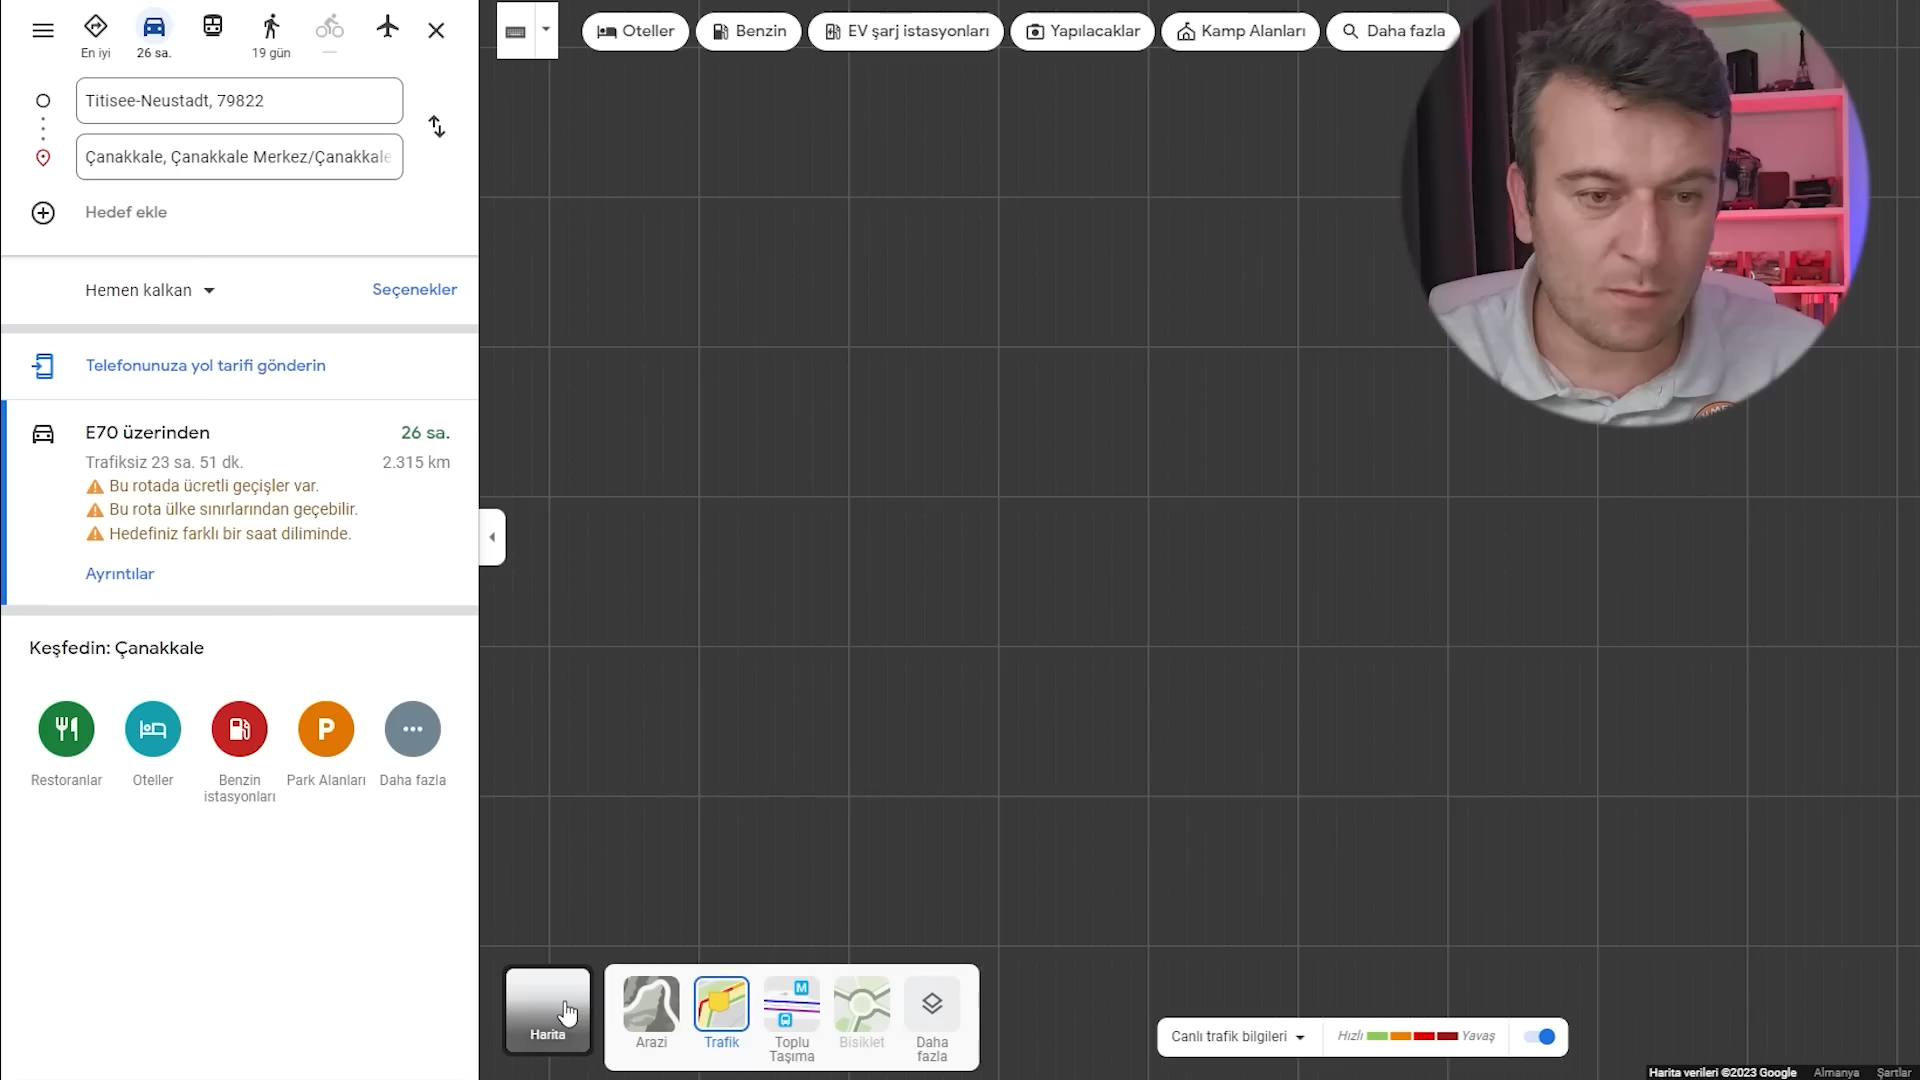 En iyi
26 sa.
19 gün
—
Titisee-Neustadt, 79822
Çanakkale, Çanakkale Merkez/Çanakkale
Hedef ekle
Hemen kalkan
Seçenekler
Telefonunuza yol tarifi gönderin
E70 üzerinden
26 sa.
Trafiksiz 23 sa. 51 dk.
2.315 km
Bu rotada ücretli geçişler var.
Bu rota ülke sınırlarından geçebilir.
Hedefiniz farklı bir saat diliminde.
Ayrıntılar
Keşfedin: Çanakkale
P
Restoranlar
Oteller
Benzin
istasyonları
Park Alanları
Daha fazla
Oteller
Benzin
EV şarj istasyonları
Yapılacaklar
Kamp Alanları
Daha fazla
Harita
Arazi
Trafik
M
Toplu
Taşıma
Bisiklet
Daha
fazla
Canlı trafik bilgileri
Hızlı
Yavaş
Harita verileri ©2023 Google
Almanya
Şartlar